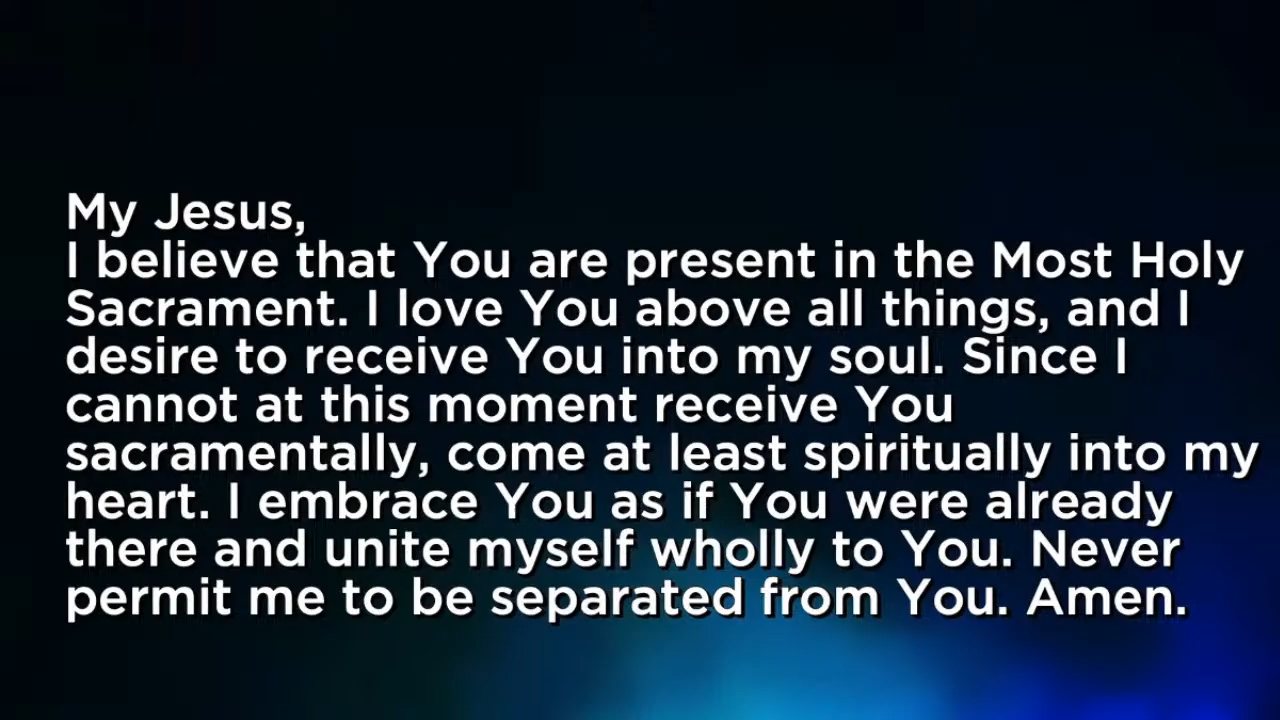 My Jesus,
I believe that You are present in the Most Holy
Sacrament. I love You above all things, and I
desire to receive You into my soul. Since I
cannot at this moment receive You
sacramentally, come at least spiritually into my
heart. I embrace You as if You were already
there and unite myself wholly to You. Never
permit me to be separated from You. Amen.